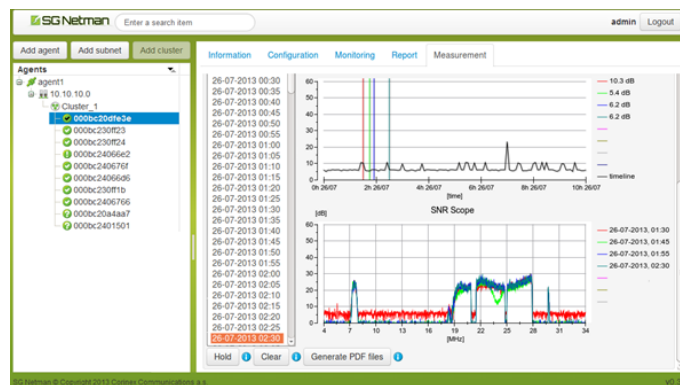 SG Netman
Enter a search item
admin
Logout
Add agent
Add subnet
Add cluster
Information
Configuration
Monitoring
Report
Measurement
Agents
agent1
10.10.10.0
Cluster_1
000bc20dfe3e
000bc230ff23
000bc230ff24
000bc24066e2
000bc240676f
000bc24066d6
000bc230ff1b
000bc2406766
000bc20a4aa7
000bc2401501
26-07-2013 00:30
26-07-2013 00:35
26-07-2013 00:40
26-07-2013 00:45
26-07-2013 00:50
26-07-2013 00:55
26-07-2013 01:00
26-07-2013 01:05
26-07-2013 01:10
26-07-2013 01:15
26-07-2013 01:20
26-07-2013 01:25
26-07-2013 01:30
26-07-2013 01:35
26-07-2013 01:40
26-07-2013 01:45
26-07-2013 01:50
26-07-2013 01:55
26-07-2013 02:00
26-07-2013 02:05
26-07-2013 02:10
26-07-2013 02:15
26-07-2013 02:20
26-07-2013 02:25
26-07-2013 02:30
60
50
40
30
20
10
0
0h 26/07
2h 26/07
4h 26/07
6h 26/07
8h 26/07
10h 26/07
[time]
10.3 dB
5.4 dB
6.2 dB
6.2 dB
timeline
SNR Scope
[dB]
60
50
40
30
20
10
0
4
7
10
13
16
19
22
25
28
31
34
[MHz]
26-07-2013, 01:30
26-07-2013, 01:45
26-07-2013, 01:55
26-07-2013, 02:30
Hold
Clear
Generate PDF files
SG Netman © Copyright 2013 Corinex Communications a.s.